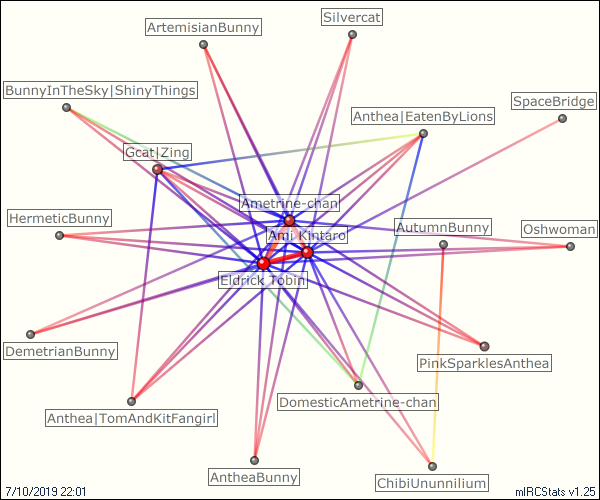 Silvercat
ArtemisianBunny
BunnyInTheSky|ShinyThings
SpaceBridge
Anthea|EatenByLions
Gcat|Zing
Ametrine-chan
HermeticBunny
AutumnBunny
Oshwoman
Ami_Kintaro
Eldrick_Tobin
DemetrianBunny
PinkSparklesAnthea
DomesticAmetrine-chan
Anthea|TomAndKitFangirl
AntheaBunny
ChibiUnunnilium
7/10/2019 22:01
mIRCStats v1.25